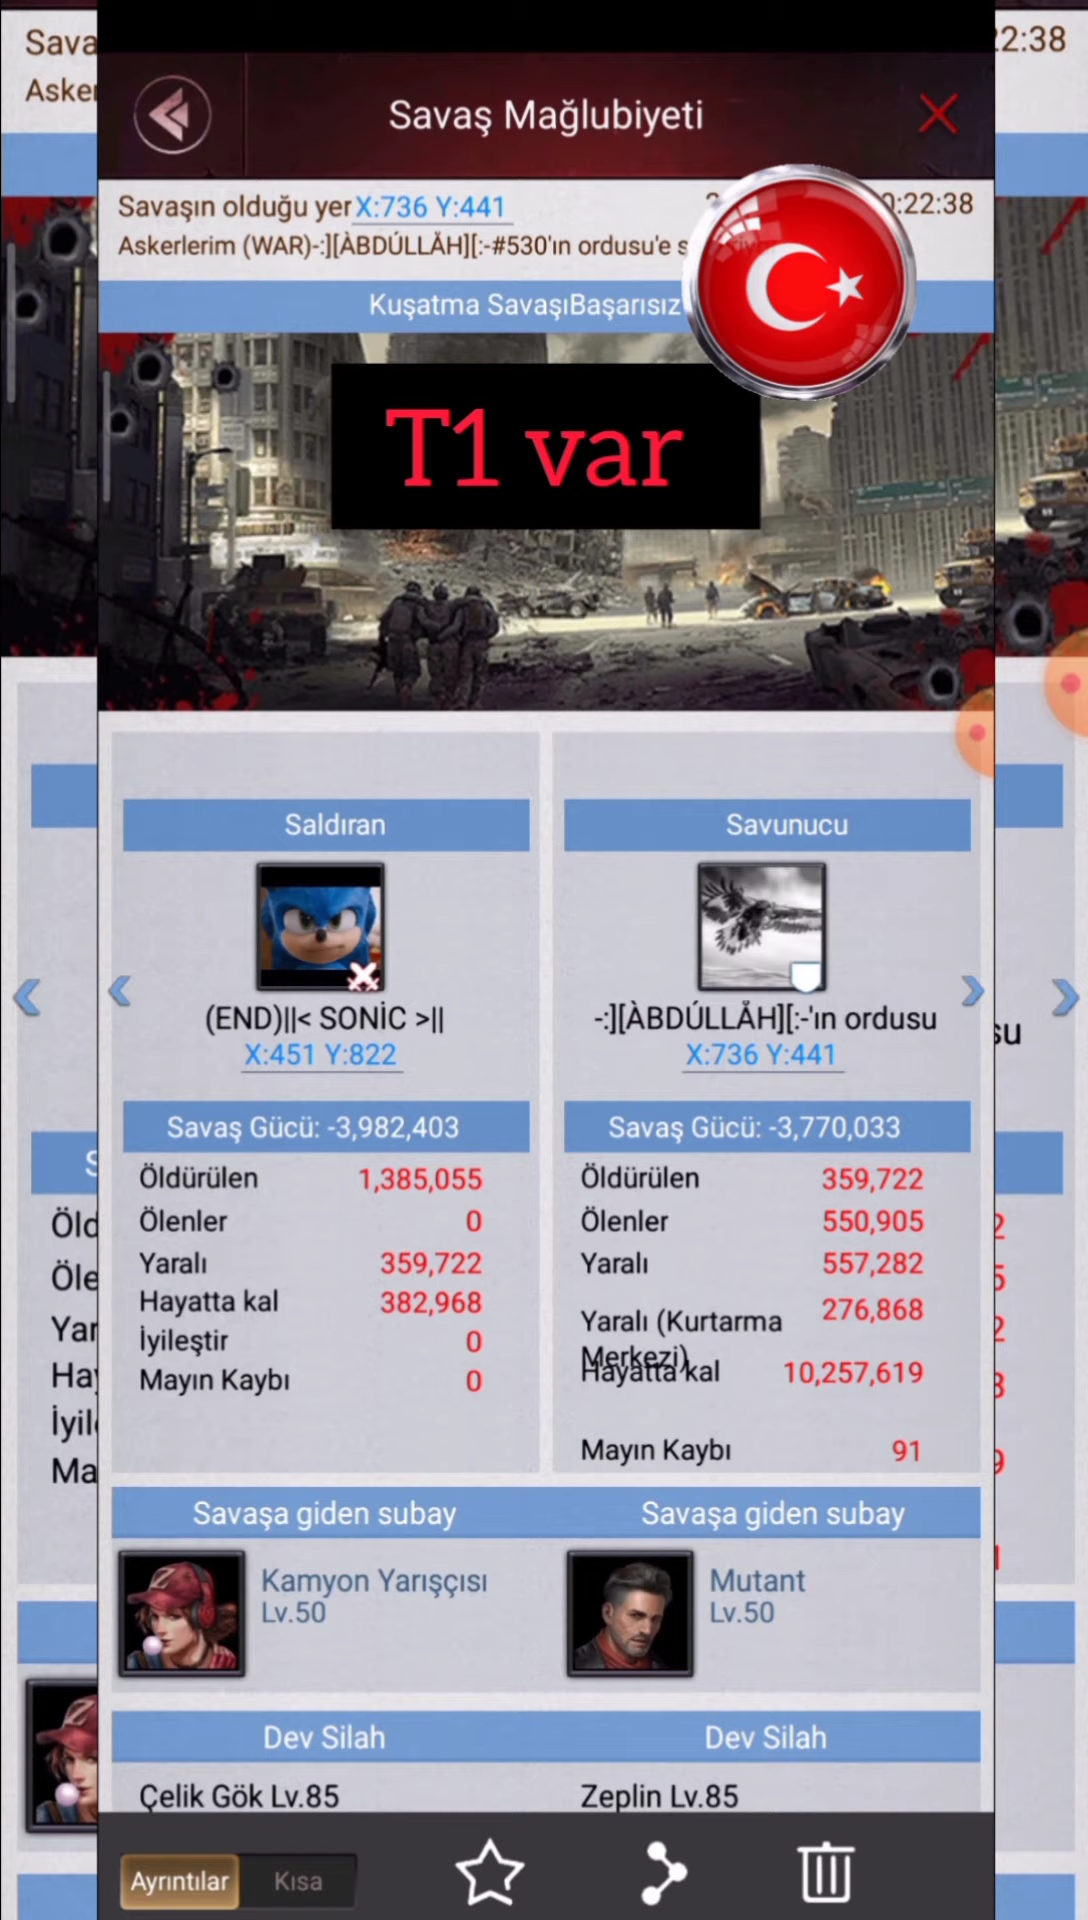 Savaş Mağlubiyeti
22:38
Savaşın olduğu yer X:736 Y:441
:22:38
Askerlerim (WAR)-:][ÀBDÚLLĂH][:-#530'ın ordusu'e s
Kuşatma SavaşıBaşarısız
T1 var
Saldıran
Savunucu
(END)||< SONİC >||
-:][ÀBDÚLLĂH][:-'ın ordusu
X:451 Y:822
X:736 Y:441
su
Savaş Gücü: -3,982,403
Savaş Gücü: -3,770,033
Öldürülen 1,385,055
Öldürülen 359,722
Ölenler 0
Ölenler 550,905
Yaralı 359,722
Yaralı 557,282
Hayatta kal 382,968
Yaralı (Kurtarma Merkezi) 276,868
İyileştir 0
Hayatta kal 10,257,619
Mayın Kaybı 0
Mayın Kaybı 91
Savaşa giden subay
Savaşa giden subay
Kamyon Yarışçısı
Lv.50
Mutant
Lv.50
Dev Silah
Dev Silah
Çelik Gök Lv.85
Zeplin Lv.85
Ayrıntılar
Kısa